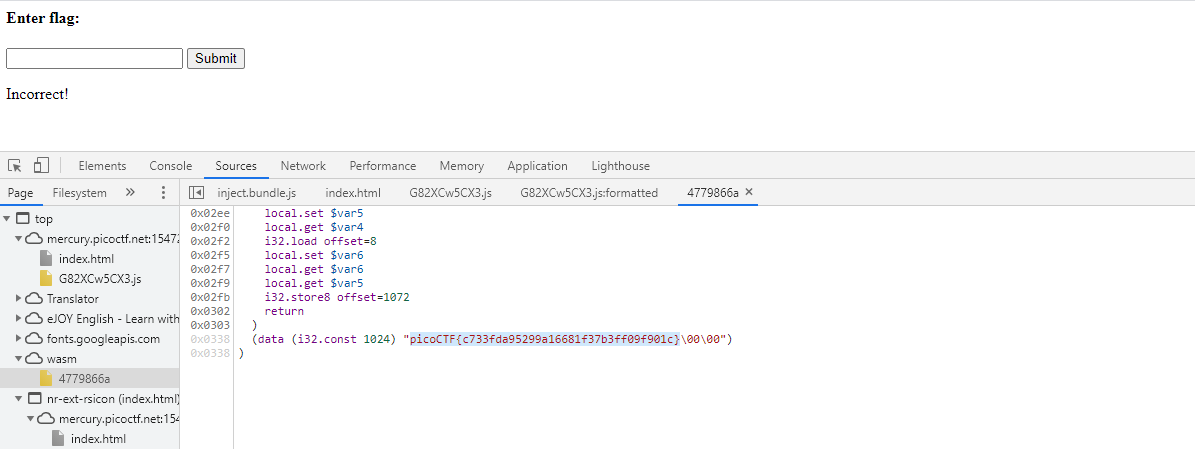 Enter flag:
Submit
Incorrect!
Elements Console Sources Network Performance Memory Application Lighthouse
Page Filesystem » inject.bundle.js index.html G82XCw5CX3.js G82XCw5CX3.js:formatted 4779866a ×
top
mercury.picoctf.net:15472
index.html
G82XCw5CX3.js
Translator
eJOY English - Learn with
fonts.googleapis.com
wasm
4779866a
nr-ext-rsicon (index.html)
mercury.picoctf.net:154
index.html
0x02ee local.set $var5
0x02f0 local.get $var4
0x02f2 i32.load offset=8
0x02f5 local.set $var6
0x02f7 local.get $var6
0x02f9 local.get $var5
0x02fb i32.store8 offset=1072
0x0302 return
0x0303 )
0x0338 (data (i32.const 1024) "picoCTF{c733fda95299a16681f37b3ff09f901c}\00\00")
0x0338 )